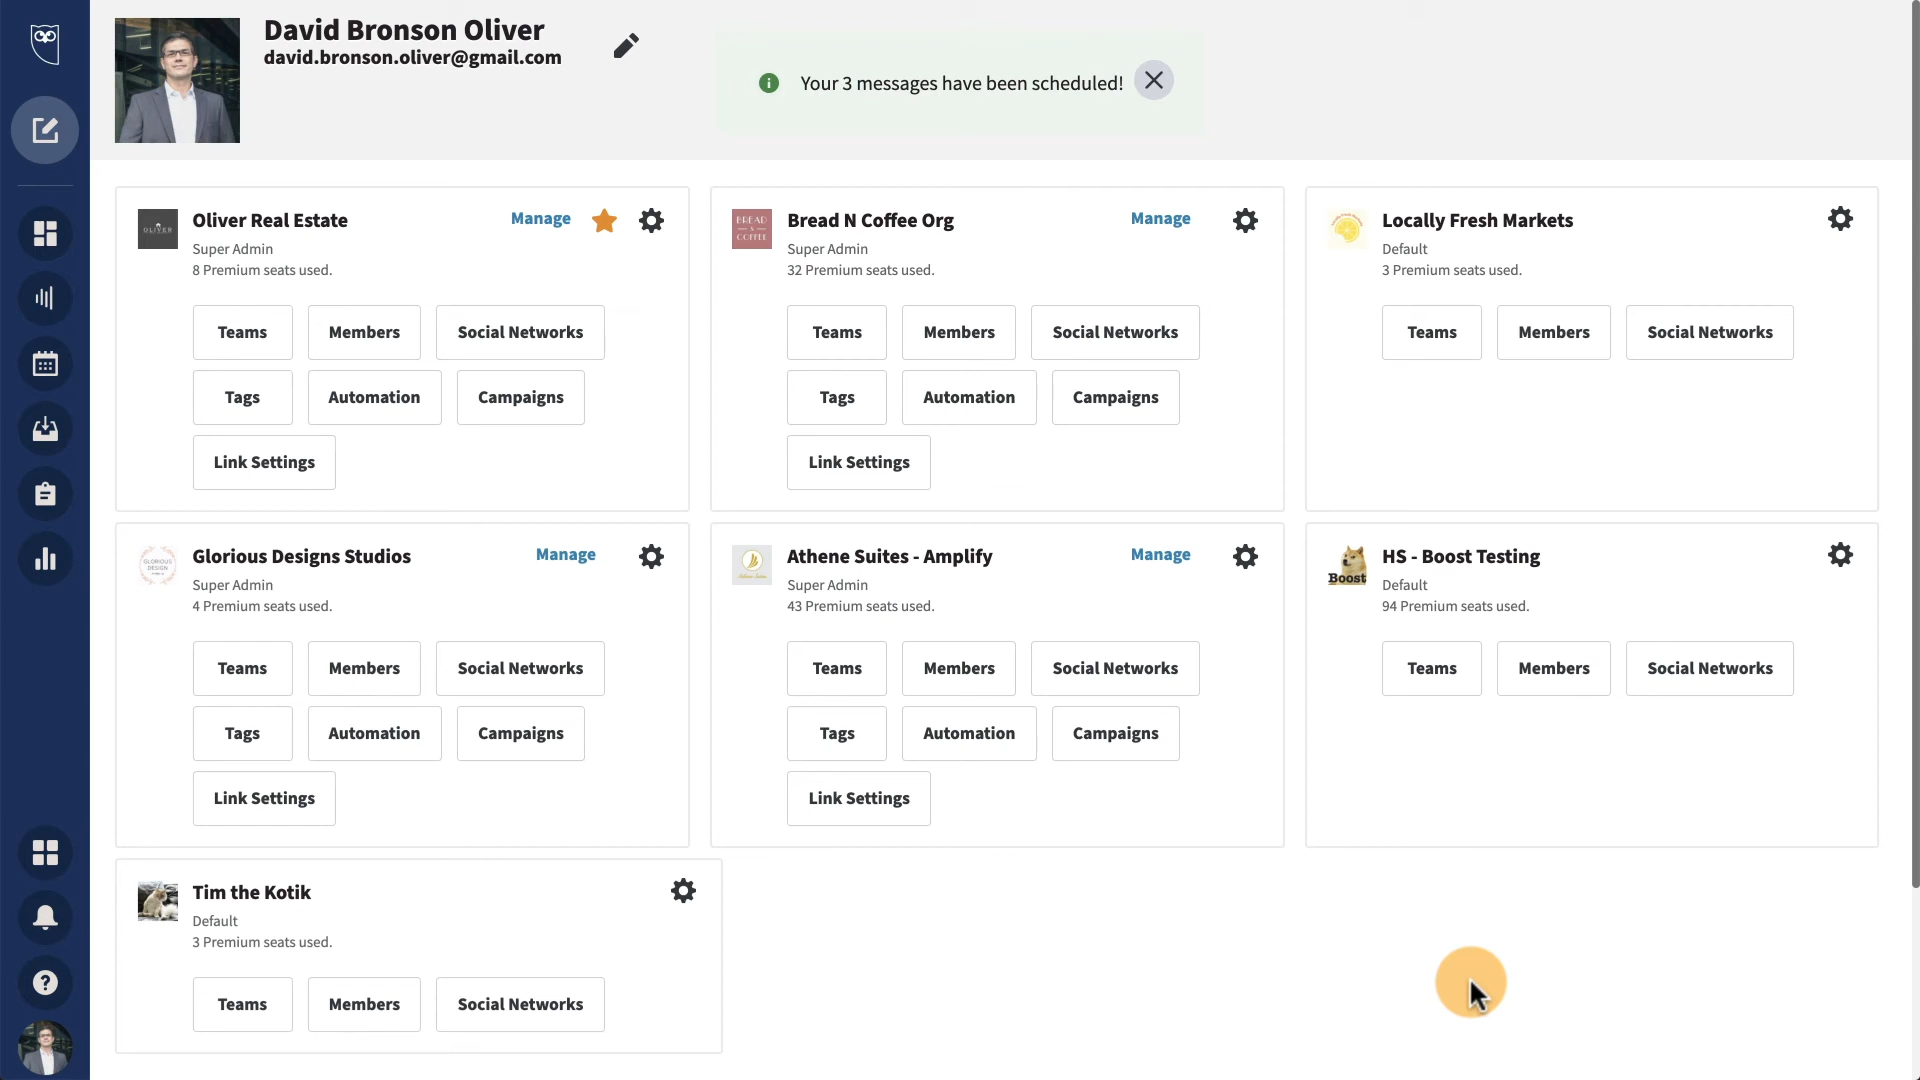 David Bronson Oliver
david.bronson.oliver@gmail.com
Your 3 messages have been scheduled!
Oliver Real Estate
Manage
Super Admin
8 Premium seats used.
Teams
Members
Social Networks
Tags
Automation
Campaigns
Link Settings
OLIVER
Bread N Coffee Org
Manage
Super Admin
32 Premium seats used.
Teams
Members
Social Networks
Tags
Automation
Campaigns
Link Settings
BREAD
COFFEE
Locally Fresh Markets
Default
3 Premium seats used.
Teams
Members
Social Networks
Glorious Designs Studios
Manage
Super Admin
4 Premium seats used.
Teams
Members
Social Networks
Tags
Automation
Campaigns
Link Settings
GLORIOUS
DESIGN
Athene Suites - Amplify
Manage
Super Admin
43 Premium seats used.
Teams
Members
Social Networks
Tags
Automation
Campaigns
Link Settings
HS - Boost Testing
Default
94 Premium seats used.
Teams
Members
Social Networks
Boost
Tim the Kotik
Default
3 Premium seats used.
Teams
Members
Social Networks